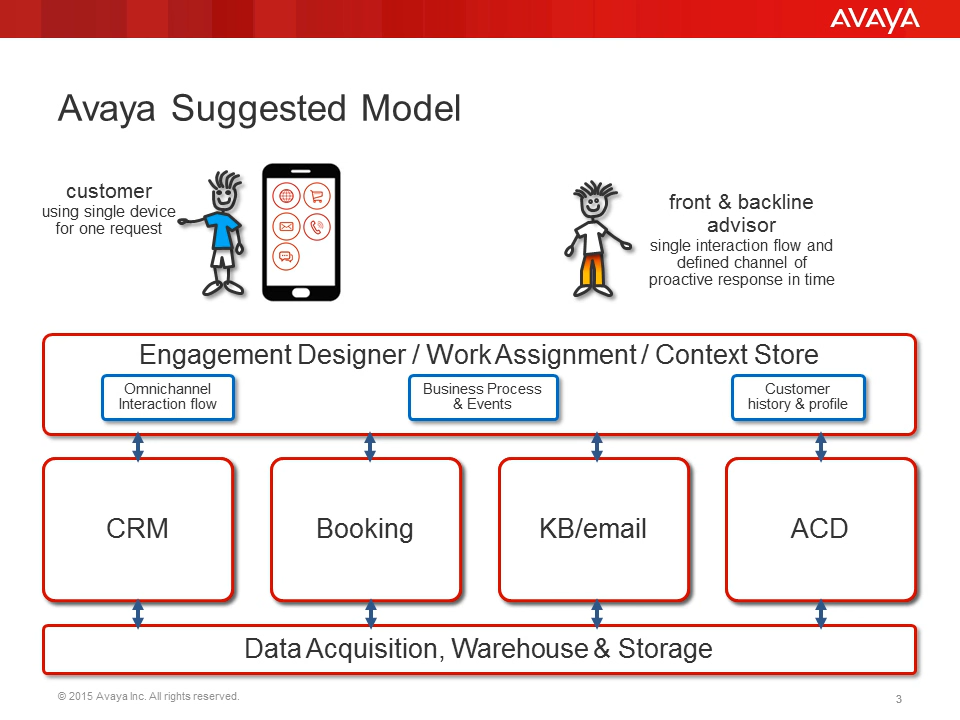 AVAYA
Avaya Suggested Model
customer
using single device
for one request
front & backline
advisor
single interaction flow and
defined channel of
proactive response in time
Engagement Designer / Work Assignment / Context Store
Omnichannel
Interaction flow
Business Process
& Events
Customer
history & profile
CRM
Booking
KB/email
ACD
Data Acquisition, Warehouse & Storage
© 2015 Avaya Inc. All rights reserved.
3